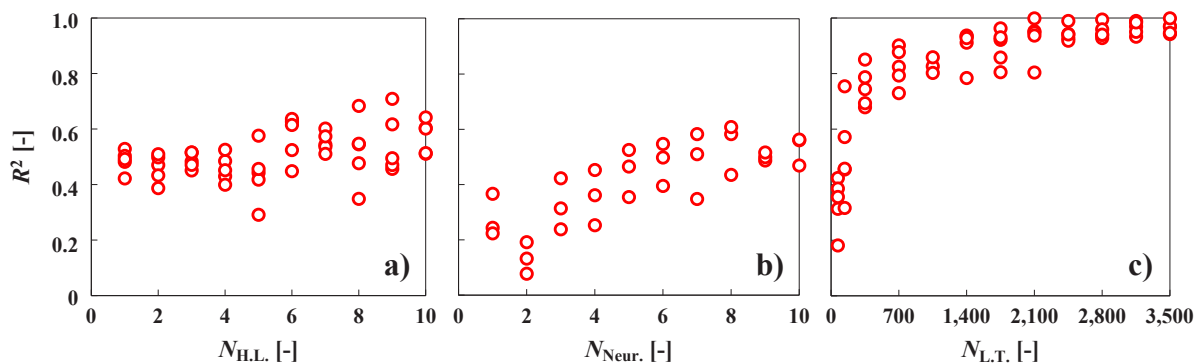 1.0
0.8
0.6
0.4
0.2
0
R² [-]
a) b) c)
0 2 4 6 8 10 0 2 4 6 8 10 0 700 1,400 2,100 2,800 3,500
N_H.L. [-] N_Neur. [-] N_L.T. [-]